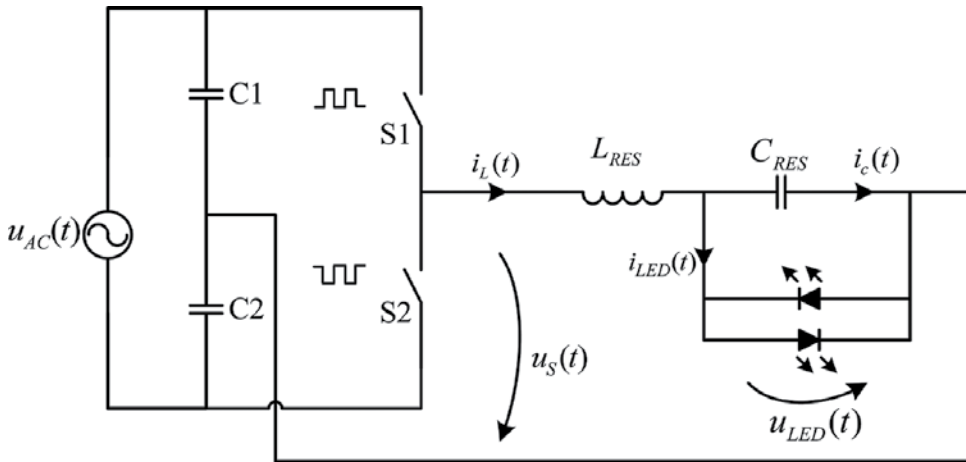 C1
S1
L_RES
C_RES
i_L(t)
i_c(t)
u_AC(t)
i_LED(t)
C2
S2
u_S(t)
u_LED(t)